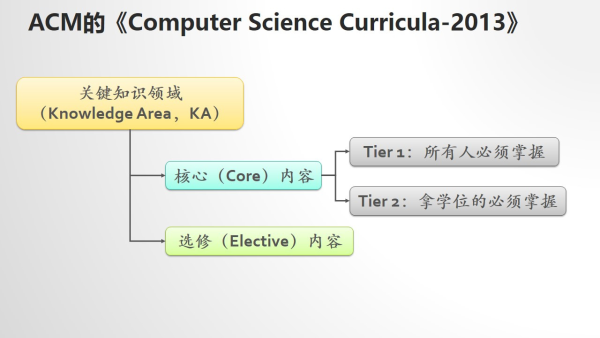 ACM的《Computer Science Curricula-2013》
关键知识领域
（Knowledge Area，KA）
核心（Core）内容
Tier 1：所有人必须掌握
Tier 2：拿学位的必须掌握
选修（Elective）内容